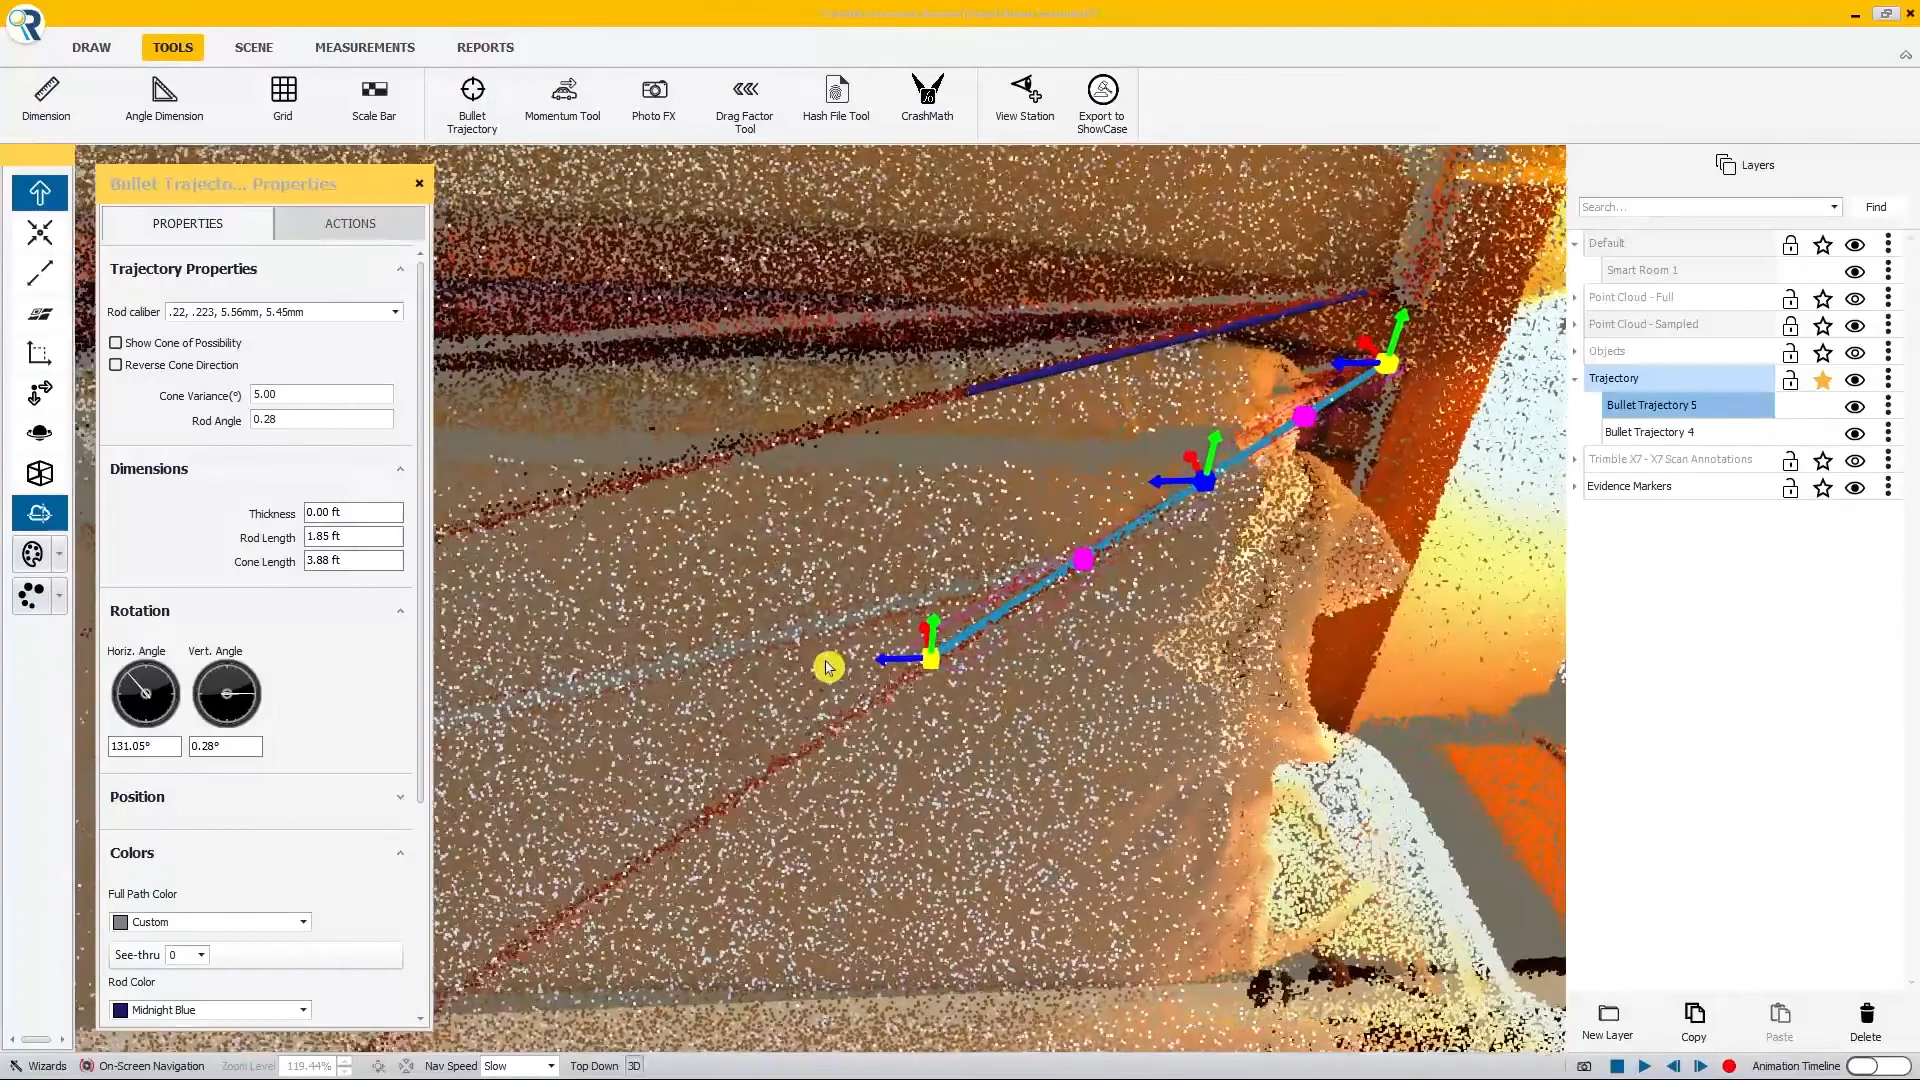 DRAW
TOOLS
SCENE
MEASUREMENTS
REPORTS
Dimension
Angle Dimension
Grid
Scale Bar
Bullet
Trajectory
Momentum Tool
Photo FX
Drag Factor
Tool
Hash File Tool
CrashMath
View Station
Export to
ShowCase
Bullet Trajecto... Properties
PROPERTIES
ACTIONS
Trajectory Properties
Rod caliber .22, .223, 5.56mm, 5.45mm
Show Cone of Possibility
Reverse Cone Direction
Cone Variance(°) 5.00
Rod Angle 0.28
Dimensions
Thickness 0.00 ft
Rod Length 1.85 ft
Cone Length 3.88 ft
Rotation
Horiz. Angle Vert. Angle
131.05° 0.28°
Position
Colors
Full Path Color
Custom
See-thru 0
Rod Color
Midnight Blue
Layers
Search... Find
Default
Smart Room 1
Point Cloud - Full
Point Cloud - Sampled
Objects
Trajectory
Bullet Trajectory 5
Bullet Trajectory 4
Trimble X7 - X7 Scan Annotations
Evidence Markers
New Layer
Copy
Paste
Delete
Wizards On-Screen Navigation Zoom Level 119.44% Nav Speed Slow Top Down 3D Animation Timeline